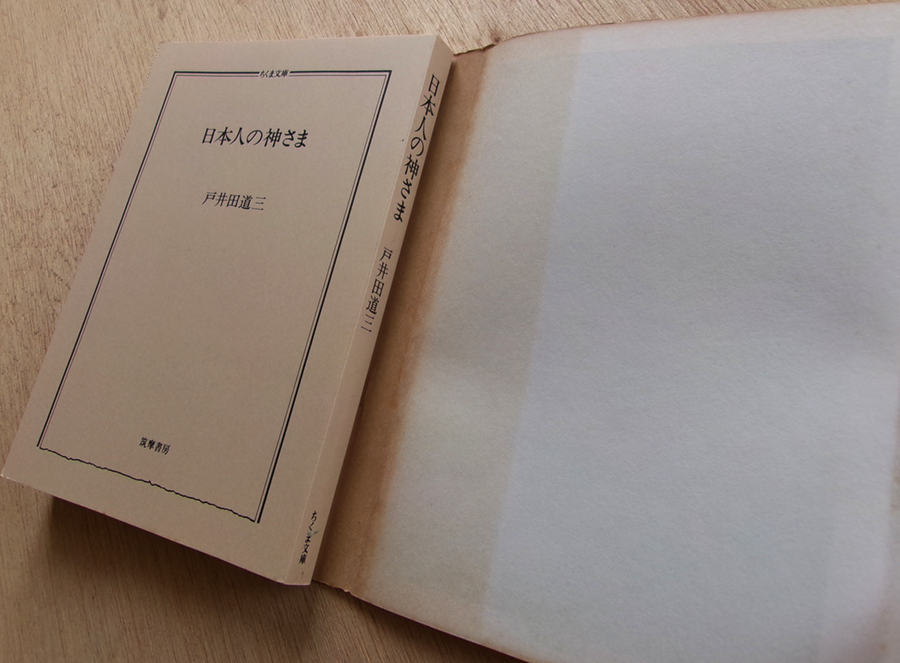 ちくま文庫
日本人の神さま
戸井田道三
筑摩書房
日本人の神さま
戸井田道三
ちくま文庫